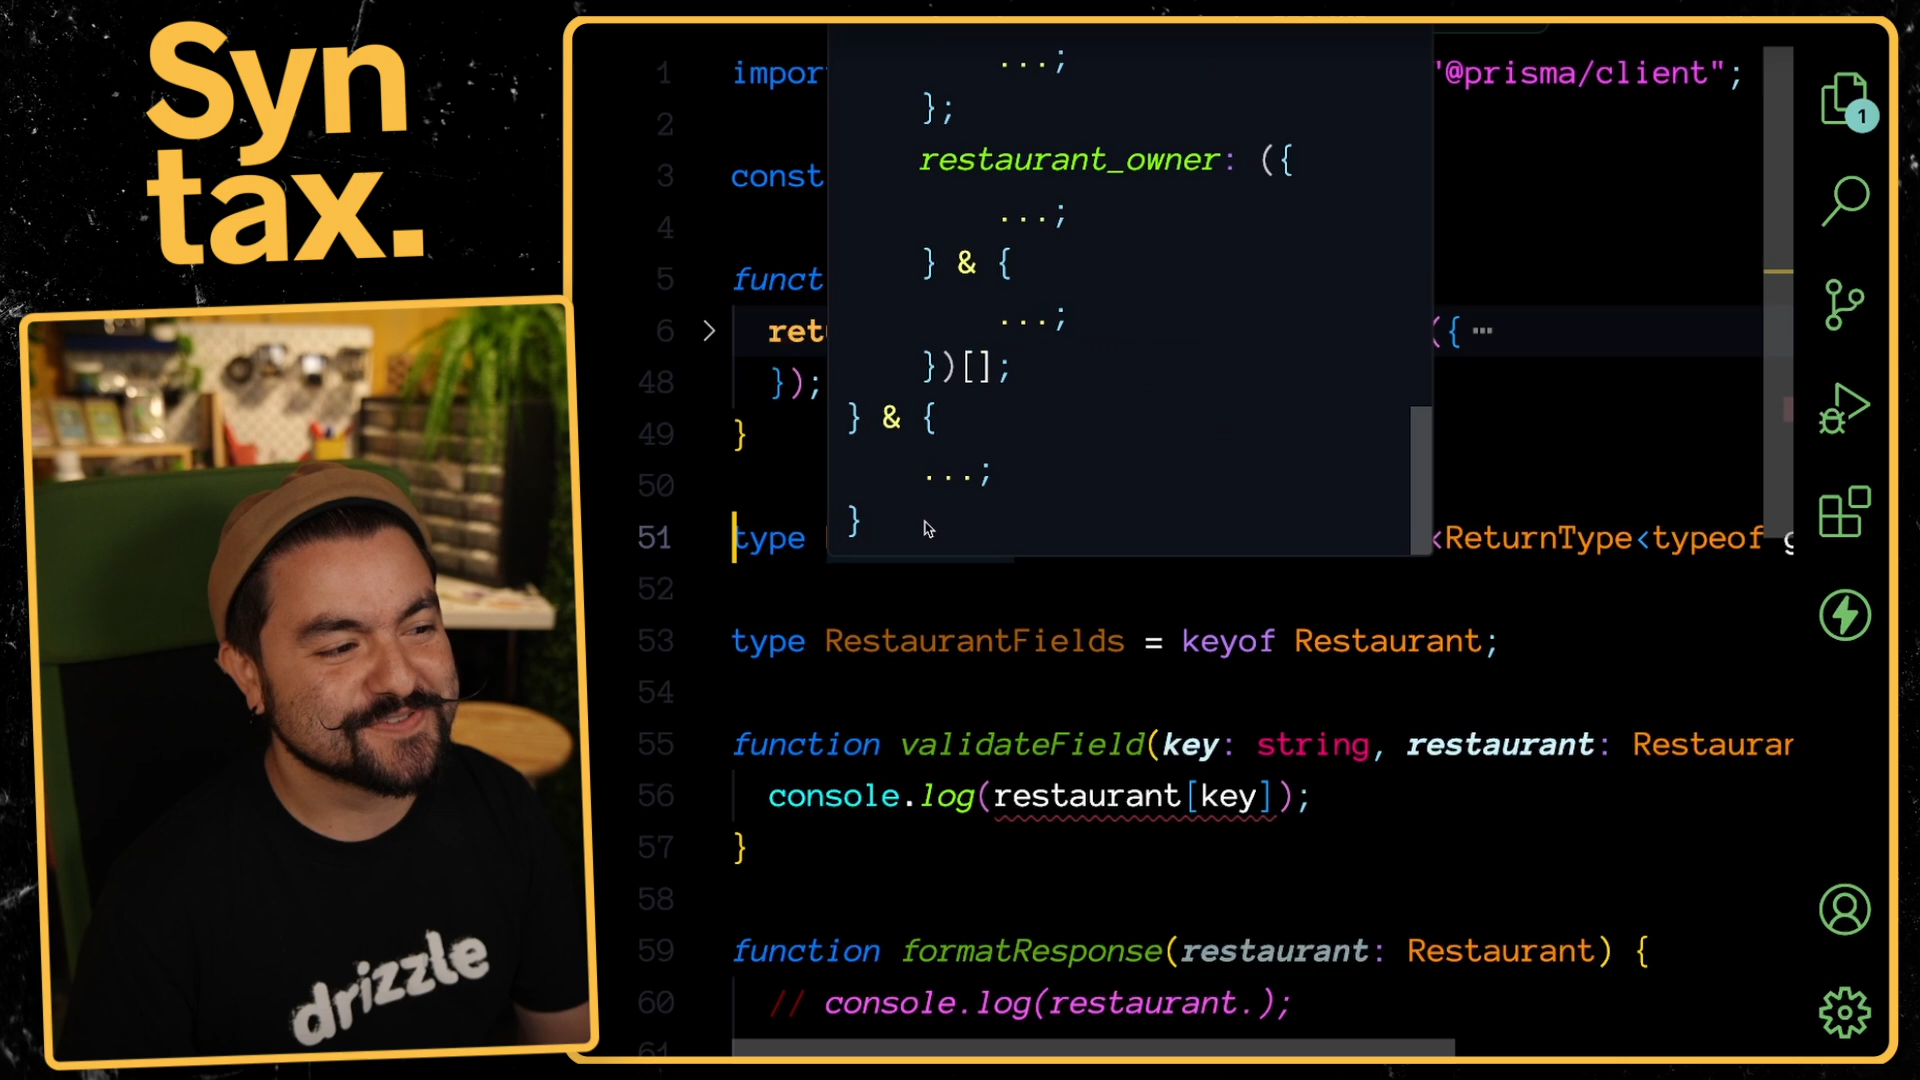 Syn
tax.
drizzle
1 impor "@prisma/client";
2
3 const
4
5 funct
6 ret ({ ⋯
48 });
49 }
50
51 type <ReturnType<typeof g
52
53 type RestaurantFields = keyof Restaurant;
54
55 function validateField(key: string, restaurant: Restaurar
56 console.log(restaurant[key]);
57 }
58
59 function formatResponse(restaurant: Restaurant) {
60 // console.log(restaurant.);
61
...;
};
restaurant_owner: ({
...;
} & {
...;
})[];
} & {
...;
}
1